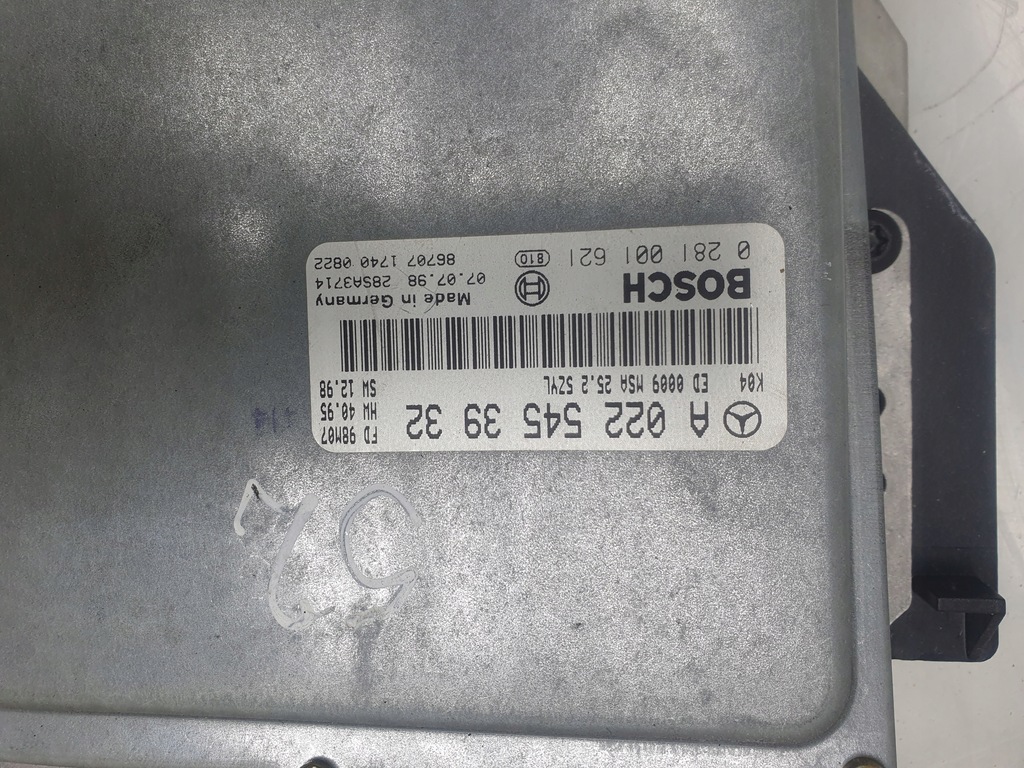 A 022 545 39 32
FD 98M07
HW 40.95
SW 12.98
K04
ED 0009 MSA 25.2 5ZYL
BOSCH
Made in Germany
07.07.98 28SA3714
0 281 001 621
810
86707 1740 0822